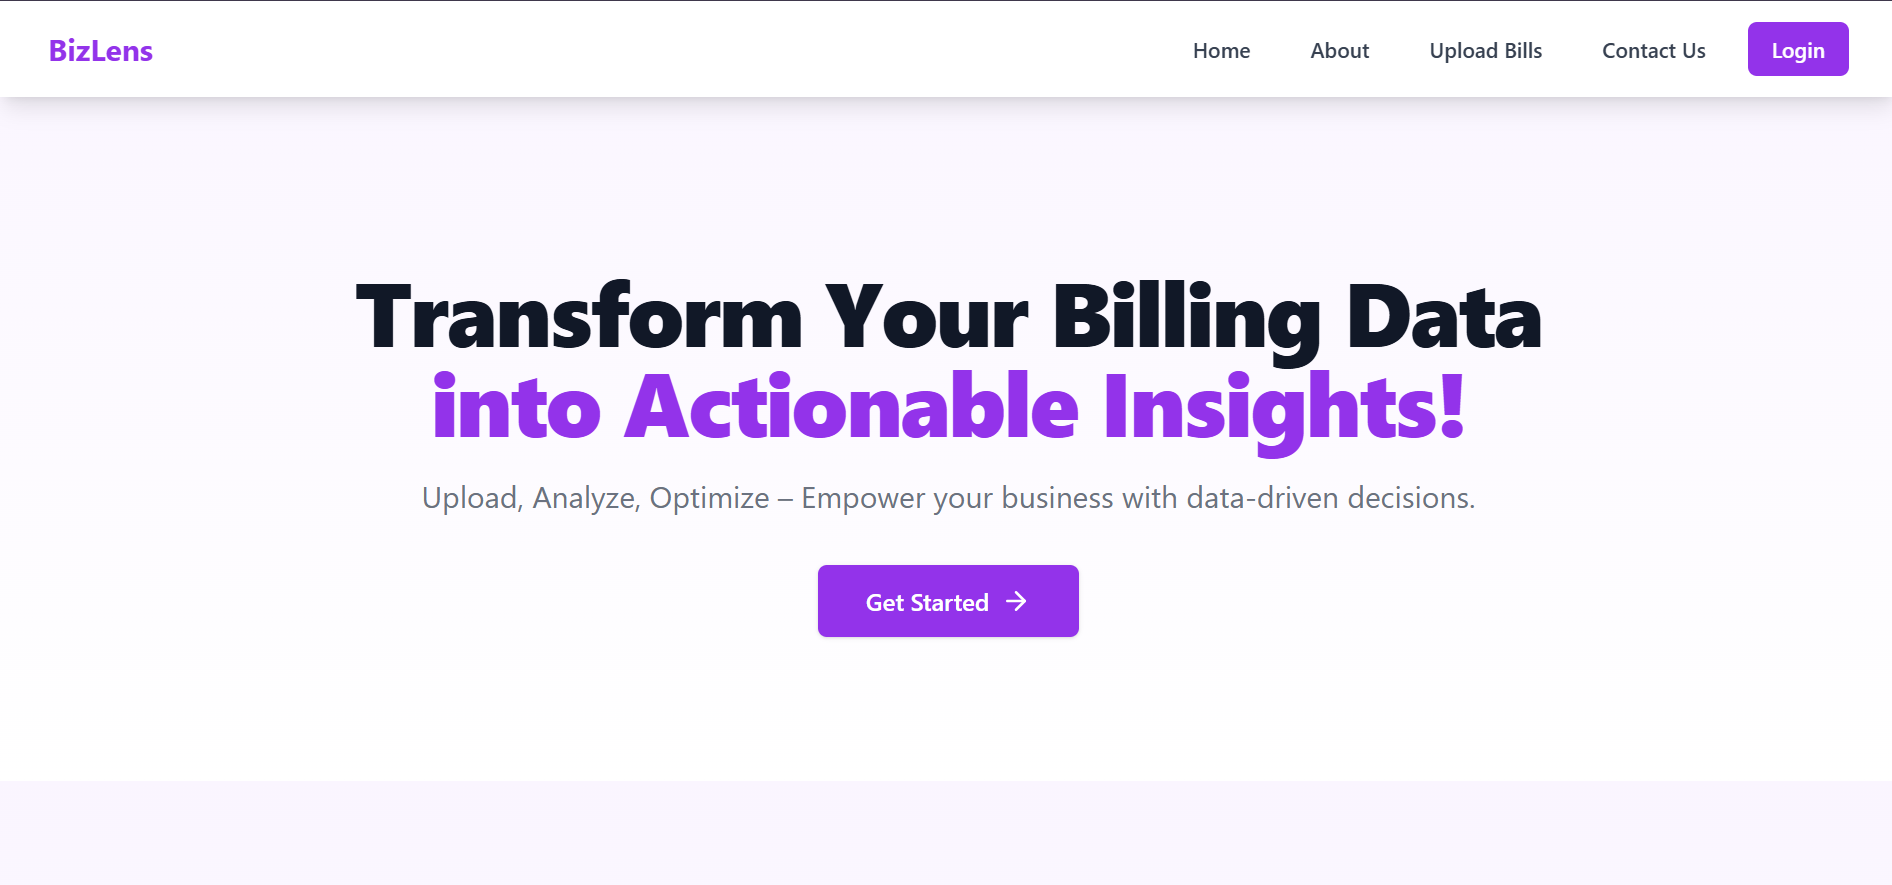 BizLens
Home
About
Upload Bills
Contact Us
Login
Transform Your Billing Data
into Actionable Insights!
Upload, Analyze, Optimize – Empower your business with data-driven decisions.
Get Started →